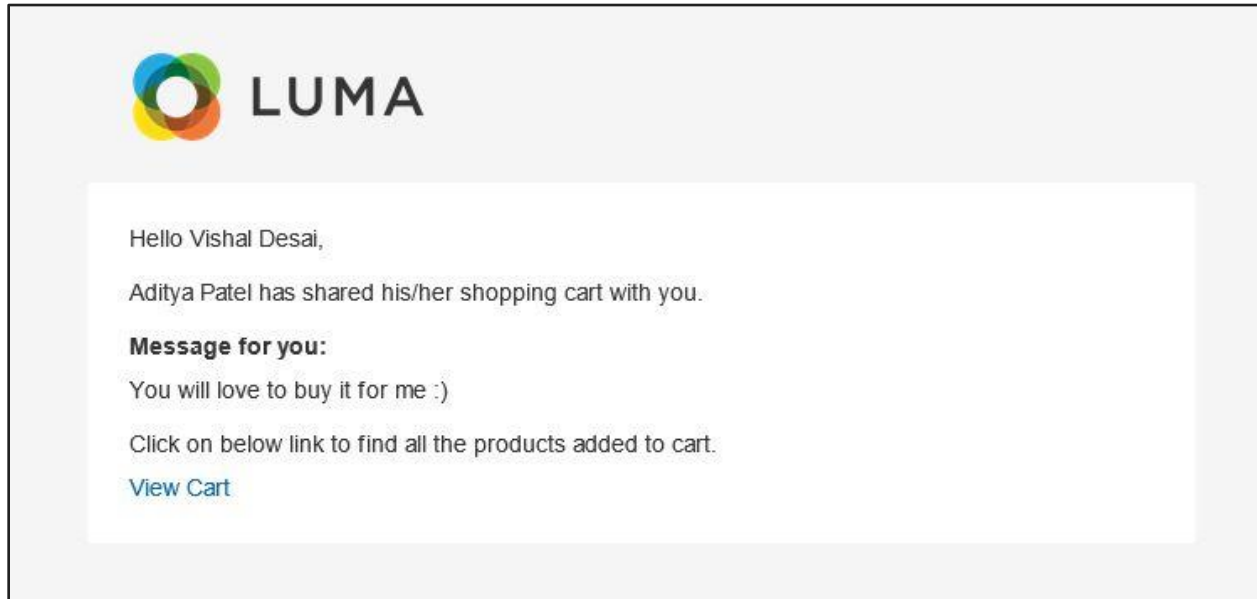 LUMA
Hello Vishal Desai,
Aditya Patel has shared his/her shopping cart with you.
Message for you:
You will love to buy it for me :)
Click on below link to find all the products added to cart.
View Cart